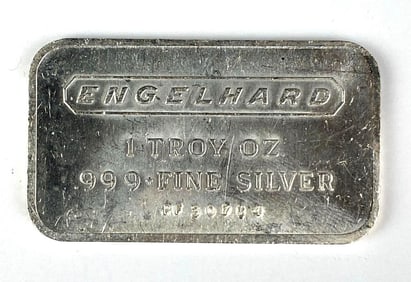 ENGELHARD
1 TROY OZ
999+ FINE SILVER